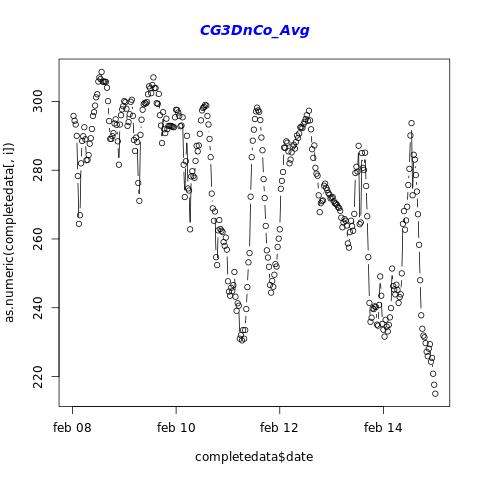 CG3DnCo_Avg
as.numeric(completedata[, i])
300
280
260
240
220
feb 08
feb 10
feb 12
feb 14
completedata$date